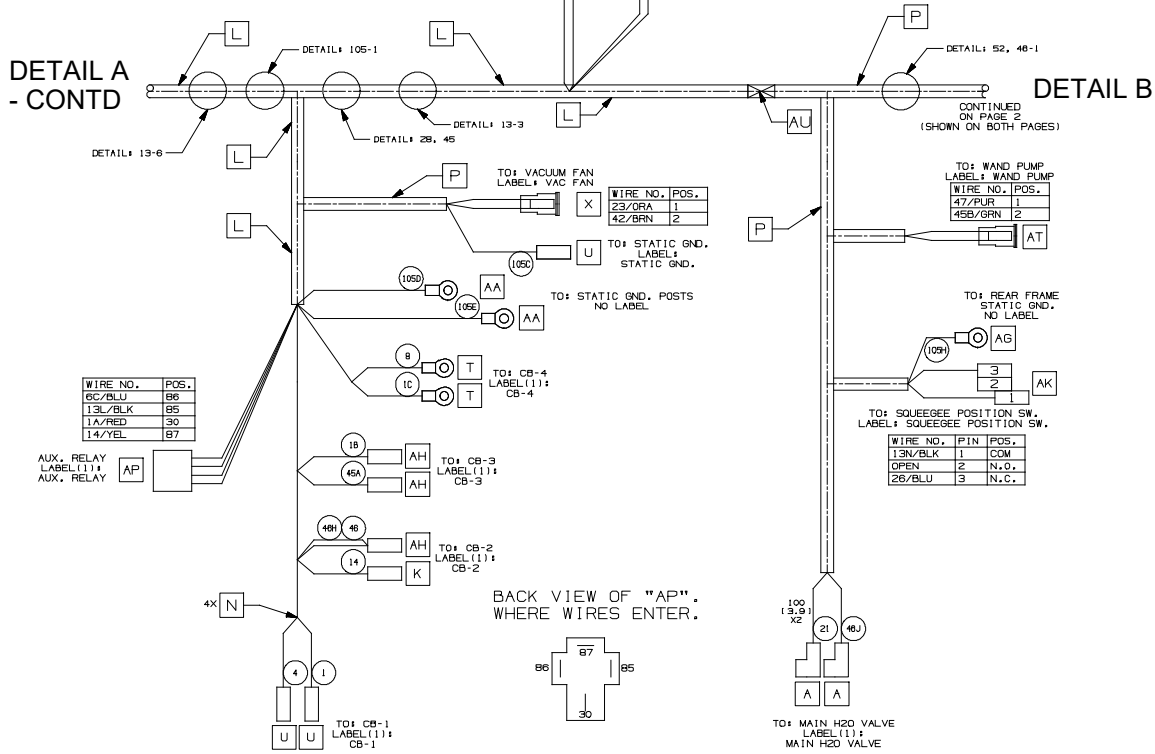 P
L
L
DETAIL: 105-1
DETAIL: 52, 46-1
DETAIL A
- CONTD
DETAIL B
CONTINUED
ON PAGE 2
(SHOWN ON BOTH PAGES)
L
AU
DETAIL: 13-6
DETAIL: 28, 45
DETAIL: 13-3
L
P
TO: VACUUM FAN
LABEL: VAC FAN
X
WIRE NO. POS.
23/ORA 1
42/BRN 2
TO: WAND PUMP
LABEL: WAND PUMP
WIRE NO. POS.
47/PUR 1
45B/GRN 2
L
P
AT
105C
U
TO: STATIC GND.
LABEL:
STATIC GND.
105D
AA
105E
AA
TO: STATIC GND. POSTS
NO LABEL
TO: REAR FRAME
STATIC GND.
NO LABEL
105H
AG
8
T
1C
T
TO: CB-4
LABEL(1):
CB-4
3
2
1
AK
WIRE NO. POS.
6C/BLU 86
13L/BLK 85
1A/RED 30
14/YEL 87
TO: SQUEEGEE POSITION SW.
LABEL: SQUEEGEE POSITION SW.
WIRE NO. PIN POS.
13N/BLK 1 COM
OPEN 2 N.O.
26/BLU 3 N.C.
AUX. RELAY
LABEL(1):
AUX. RELAY
AP
1B
AH
45A
AH
TO: CB-3
LABEL(1):
CB-3
46H
46
AH
14
K
TO: CB-2
LABEL(1):
CB-2
4X N
BACK VIEW OF "AP".
WHERE WIRES ENTER.
87
86
85
30
100
[3.9]
X2
21
46J
A
A
TO: MAIN H2O VALVE
LABEL(1):
MAIN H2O VALVE
4
1
U
U
TO: CB-1
LABEL(1):
CB-1